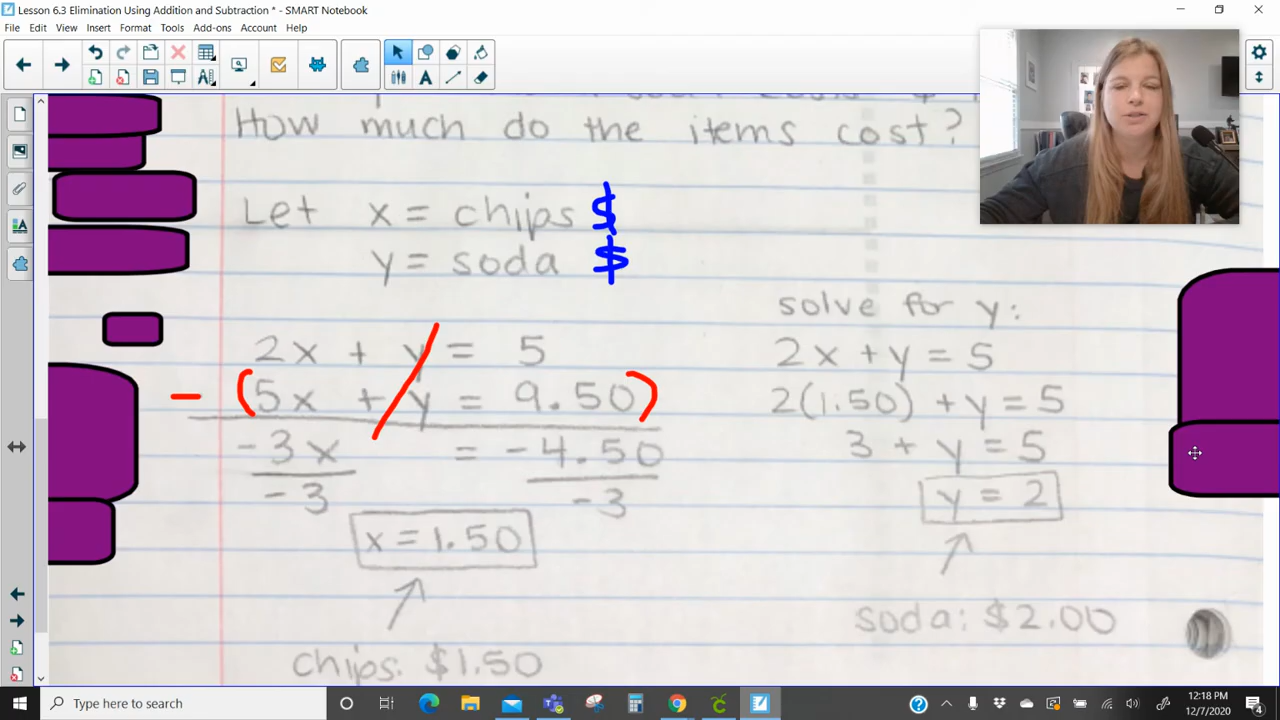 Lesson 6.3 Elimination Using Addition and Subtraction * - SMART Notebook
File Edit View Insert Format Tools Add-ons Account Help
How much do the items cost?
Let x = chips $
y = soda $
2x + y = 5
- (5x + y = 9.50)
-3x = -4.50
-3 -3
x = 1.50
chips: $1.50
solve for y:
2x + y = 5
2(1.50) + y = 5
3 + y = 5
y = 2
soda: $2.00
Type here to search
12:18 PM
12/7/2020
4